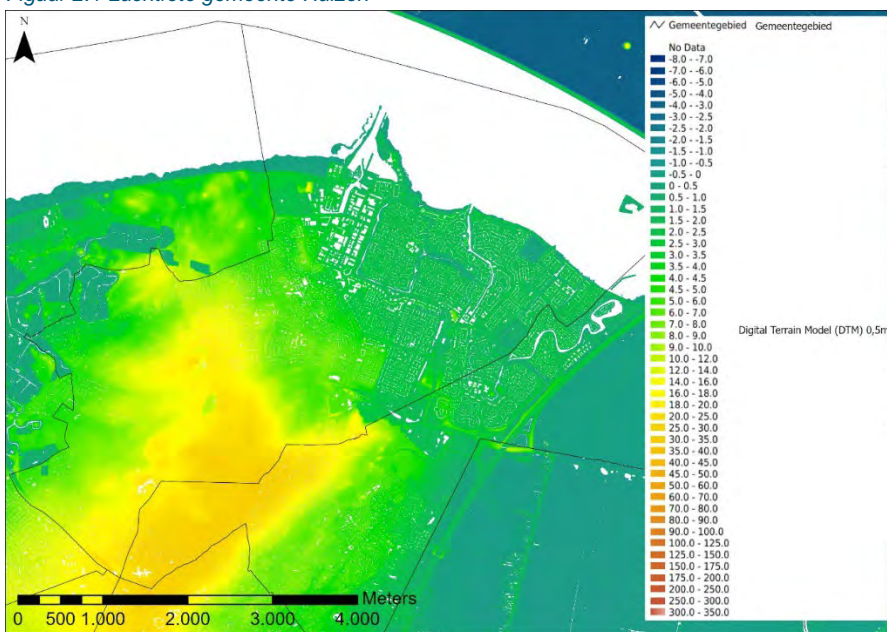 Figuur Luchtfoto gemeente Huizen
N
Gemeentegebied Gemeentegebied
No Data
-8.0 - -7.0
-7.0 - -6.0
-6.0 - -5.0
-5.0 - -4.0
-4.0 - -3.0
-3.0 - -2.5
-2.5 - -2.0
-2.0 - -1.5
-1.5 - -1.0
-1.0 - -0.5
-0.5 - 0
0 - 0.5
0.5 - 1.0
1.0 - 1.5
1.5 - 2.0
2.0 - 2.5
2.5 - 3.0
3.0 - 3.5
3.5 - 4.0
4.0 - 4.5
4.5 - 5.0
5.0 - 6.0
6.0 - 7.0
7.0 - 8.0
8.0 - 9.0
9.0 - 10.0
10.0 - 12.0
12.0 - 14.0
14.0 - 16.0
16.0 - 18.0
18.0 - 20.0
20.0 - 25.0
25.0 - 30.0
30.0 - 35.0
35.0 - 40.0
40.0 - 45.0
45.0 - 50.0
50.0 - 60.0
60.0 - 70.0
70.0 - 80.0
80.0 - 90.0
90.0 - 100.0
100.0 - 125.0
125.0 - 150.0
150.0 - 175.0
175.0 - 200.0
200.0 - 250.0
250.0 - 300.0
300.0 - 350.0
Digital Terrain Model (DTM) 0,5m
Meters
0 500 1.000 2.000 3.000 4.000